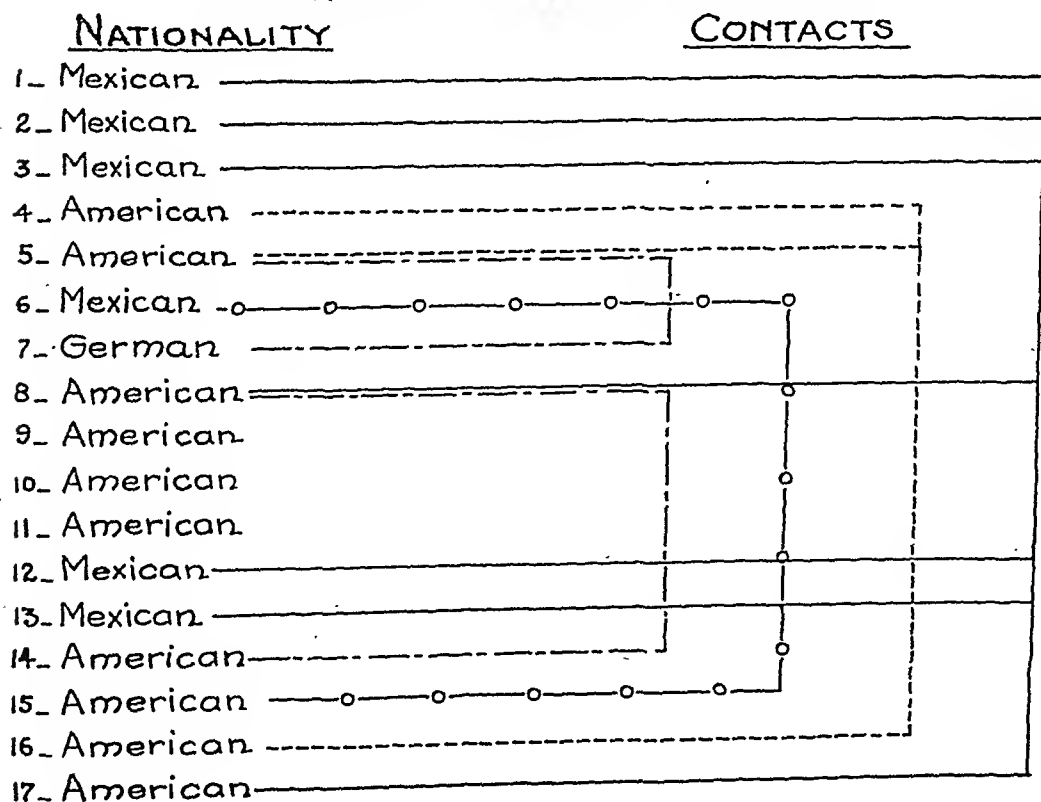 NATIONALITY CONTACTS
1_ Mexican
2_ Mexican
3_ Mexican
4_ American
5_ American
6_ Mexican
7_ German
8_ American
9_ American
10_ American
11_ American
12_ Mexican
13_ Mexican
14_ American
15_ American
16_ American
17_ American